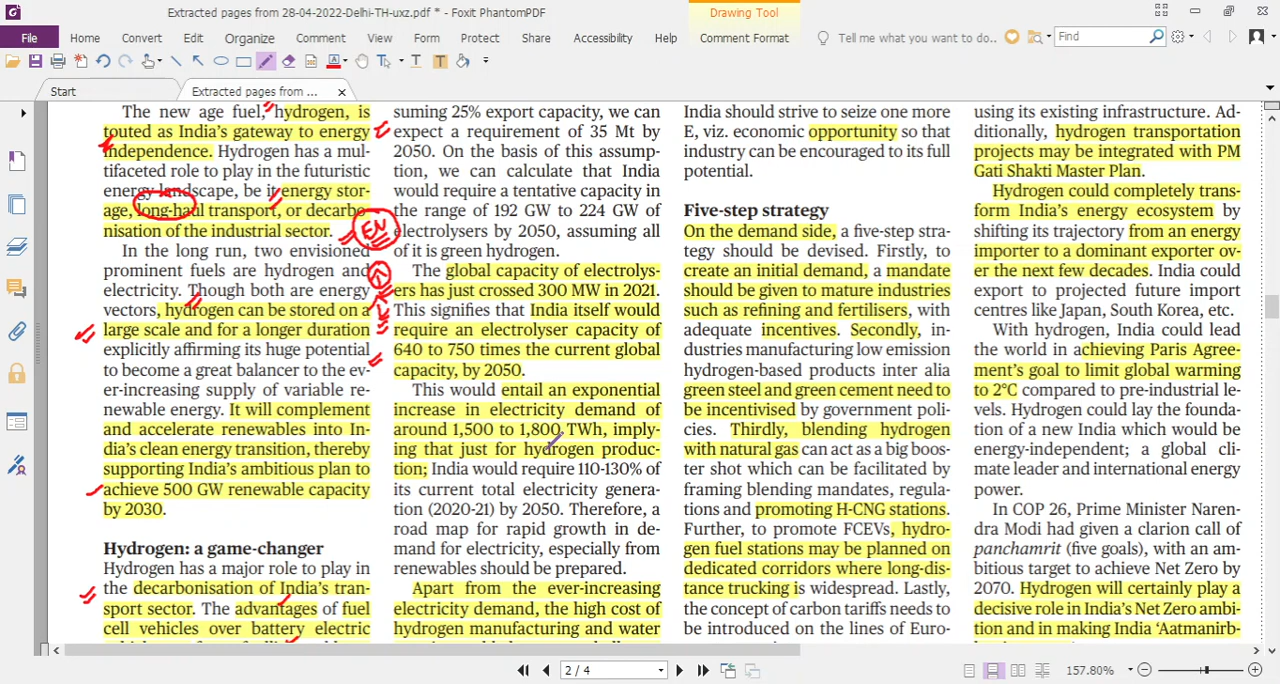 Extracted pages from 28-04-2022-Delhi-TH-uxz.pdf * - Foxit PhantomPDF
Drawing Tool
File Home Convert Edit Organize Comment View Form Protect Share Accessibility Help Comment Format Tell me what you want to do.. Find
Start
Extracted pages from ...
The new age fuel, hydrogen, is
touted as India's gateway to energy
independence. Hydrogen has a mul-
tifaceted role to play in the futuristic
energy landscape, be it energy stor-
age, long-haul transport, or decarbo-
nisation of the industrial sector.
In the long run, two envisioned
prominent fuels are hydrogen and
electricity. Though both are energy
vectors, hydrogen can be stored on a
large scale and for a longer duration
explicitly affirming its huge potential
to become a great balancer to the ev-
er-increasing supply of variable re-
newable energy. It will complement
and accelerate renewables into In-
dia's clean energy transition, thereby
supporting India's ambitious plan to
achieve 500 GW renewable capacity
by 2030.
Hydrogen: a game-changer
Hydrogen has a major role to play in
the decarbonisation of India's tran-
sport sector. The advantages of fuel
cell vehicles over battery electric
EV
suming 25% export capacity, we can
expect a requirement of 35 Mt by
2050. On the basis of this assump-
tion, we can calculate that India
would require a tentative capacity in
the range of 192 GW to 224 GW of
electrolysers by 2050, assuming all
of it is green hydrogen.
The global capacity of electrolys-
ers has just crossed 300 MW in 2021.
This signifies that India itself would
require an electrolyser capacity of
640 to 750 times the current global
capacity, by 2050.
This would entail an exponential
increase in electricity demand of
around 1,500 to 1,800 TWh, imply-
ing that just for hydrogen produc-
tion; India would require 110-130% of
its current total electricity genera-
tion (2020-21) by 2050. Therefore, a
road map for rapid growth in de-
mand for electricity, especially from
renewables should be prepared.
Apart from the ever-increasing
electricity demand, the high cost of
hydrogen manufacturing and water
India should strive to seize one more
E, viz. economic opportunity so that
industry can be encouraged to its full
potential.
Five-step strategy
On the demand side, a five-step stra-
tegy should be devised. Firstly, to
create an initial demand, a mandate
should be given to mature industries
such as refining and fertilisers, with
adequate incentives. Secondly, in-
dustries manufacturing low emission
hydrogen-based products inter alia
green steel and green cement need to
be incentivised by government poli-
cies. Thirdly, blending hydrogen
with natural gas can act as a big boos-
ter shot which can be facilitated by
framing blending mandates, regula-
tions and promoting H-CNG stations.
Further, to promote FCEVs, hydro-
gen fuel stations may be planned on
dedicated corridors where long-dis-
tance trucking is widespread. Lastly,
the concept of carbon tariffs needs to
be introduced on the lines of Euro-
using its existing infrastructure. Ad-
ditionally, hydrogen transportation
projects may be integrated with PM
Gati Shakti Master Plan.
Hydrogen could completely trans-
form India's energy ecosystem by
shifting its trajectory from an energy
importer to a dominant exporter ov-
er the next few decades. India could
export to projected future import
centres like Japan, South Korea, etc.
With hydrogen, India could lead
the world in achieving Paris Agree-
ment's goal to limit global warming
to 2°C compared to pre-industrial le-
vels. Hydrogen could lay the founda-
tion of a new India which would be
energy-independent; a global cli-
mate leader and international energy
power.
In COP 26, Prime Minister Naren-
dra Modi had given a clarion call of
panchamrit (five goals), with an am-
bitious target to achieve Net Zero by
2070. Hydrogen will certainly play a
decisive role in India's Net Zero ambi-
tion and in making India 'Aatmanirb-
2 / 4
157.80%